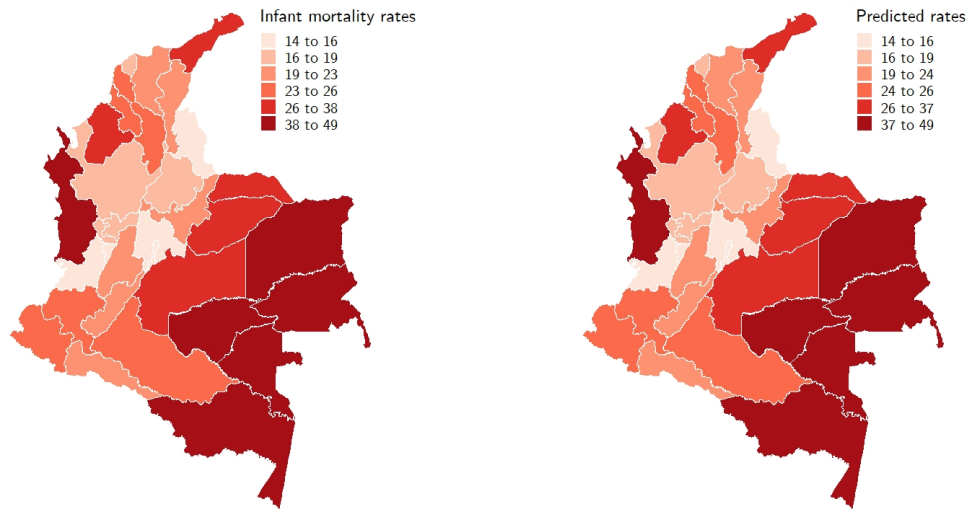 Infant mortality rates
14 to 16
16 to 19
19 to 23
23 to 26
26 to 38
38 to 49
Predicted rates
14 to 16
16 to 19
19 to 24
24 to 26
26 to 37
37 to 49